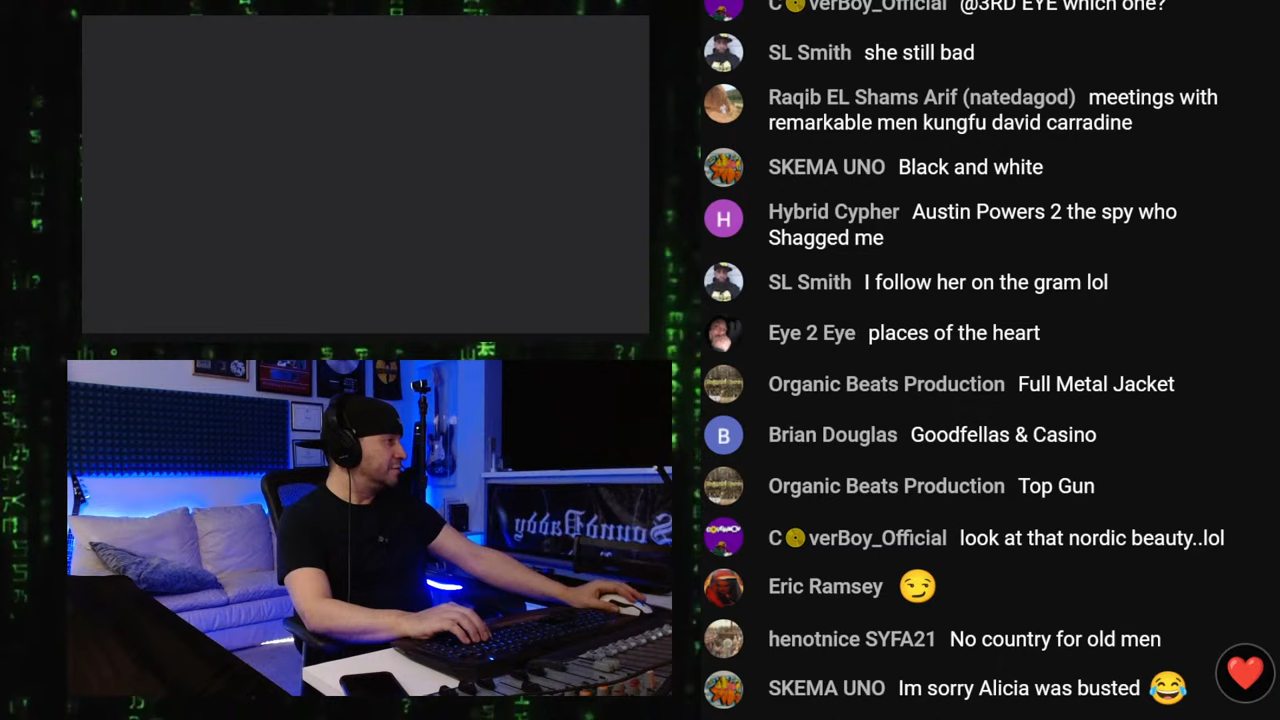 CverBoy_Official @3RD EYE which one?
SL Smith she still bad
Raqib EL Shams Arif (natedagod) meetings with
remarkable men kungfu david carradine
SKEMA UNO Black and white
H
Hybrid Cypher Austin Powers 2 the spy who
Shagged me
SL Smith I follow her on the gram lol
Eye 2 Eye places of the heart
Organic Beats Production Full Metal Jacket
B
Brian Douglas Goodfellas & Casino
Organic Beats Production Top Gun
C verBoy_Official look at that nordic beauty..lol
Eric Ramsey 😏
henotnice SYFA21 No country for old men
SKEMA UNO Im sorry Alicia was busted 😂
SoundDaddy